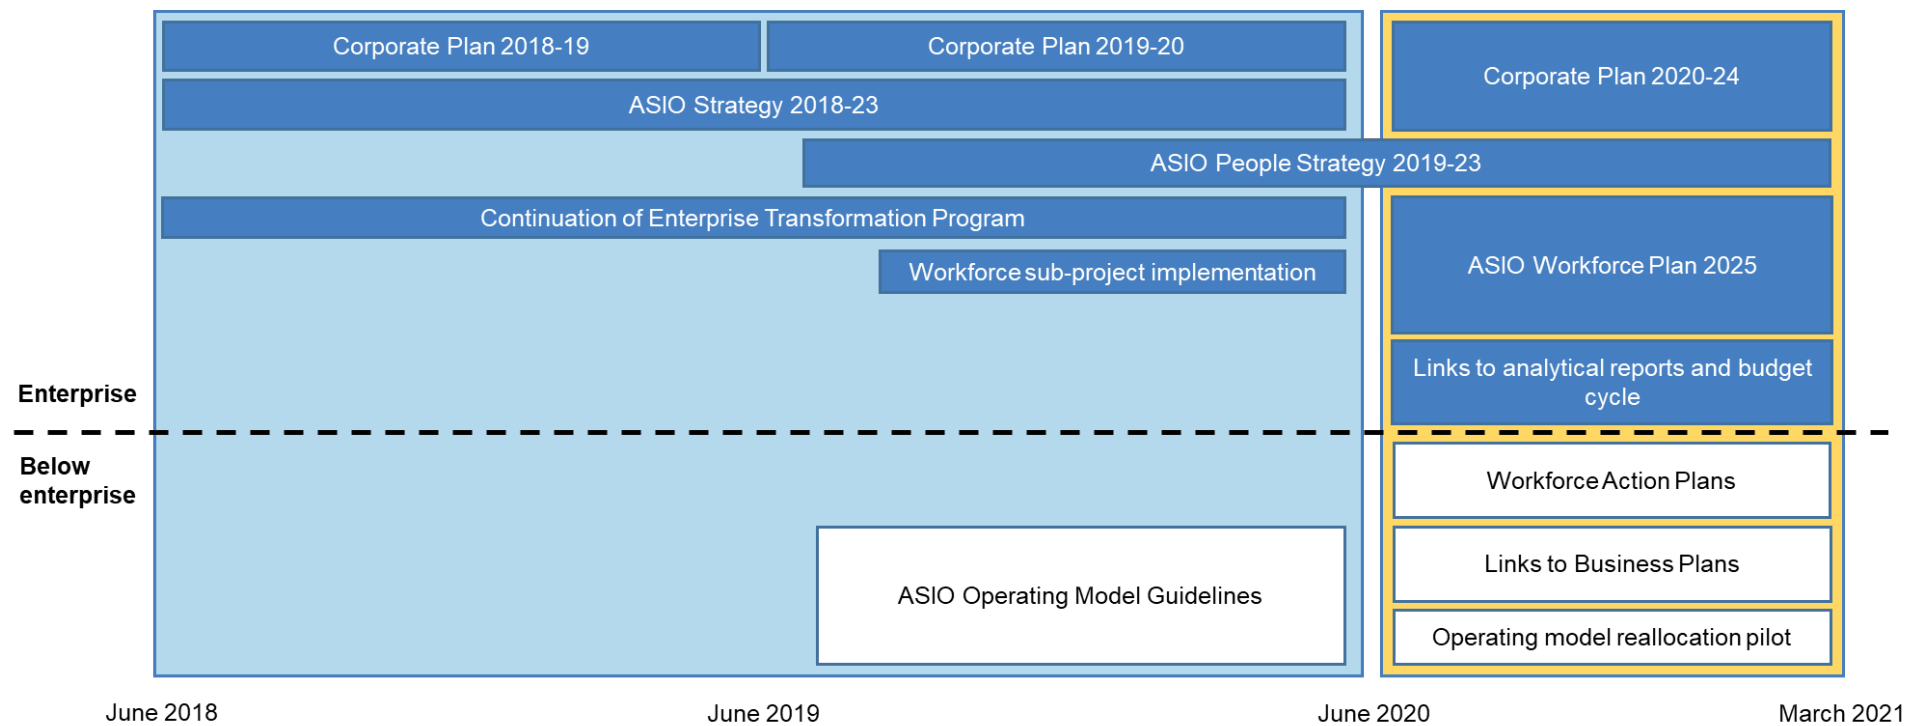 Corporate Plan 2018-19
Corporate Plan 2019-20
Corporate Plan 2020-24
ASIO Strategy 2018-23
ASIO People Strategy 2019-23
Continuation of Enterprise Transformation Program
Workforce sub-project implementation
ASIO Workforce Plan 2025
Links to analytical reports and budget
cycle
Enterprise
Below
enterprise
Workforce Action Plans
ASIO Operating Model Guidelines
Links to Business Plans
Operating model reallocation pilot
June 2018
June 2019
June 2020
March 2021